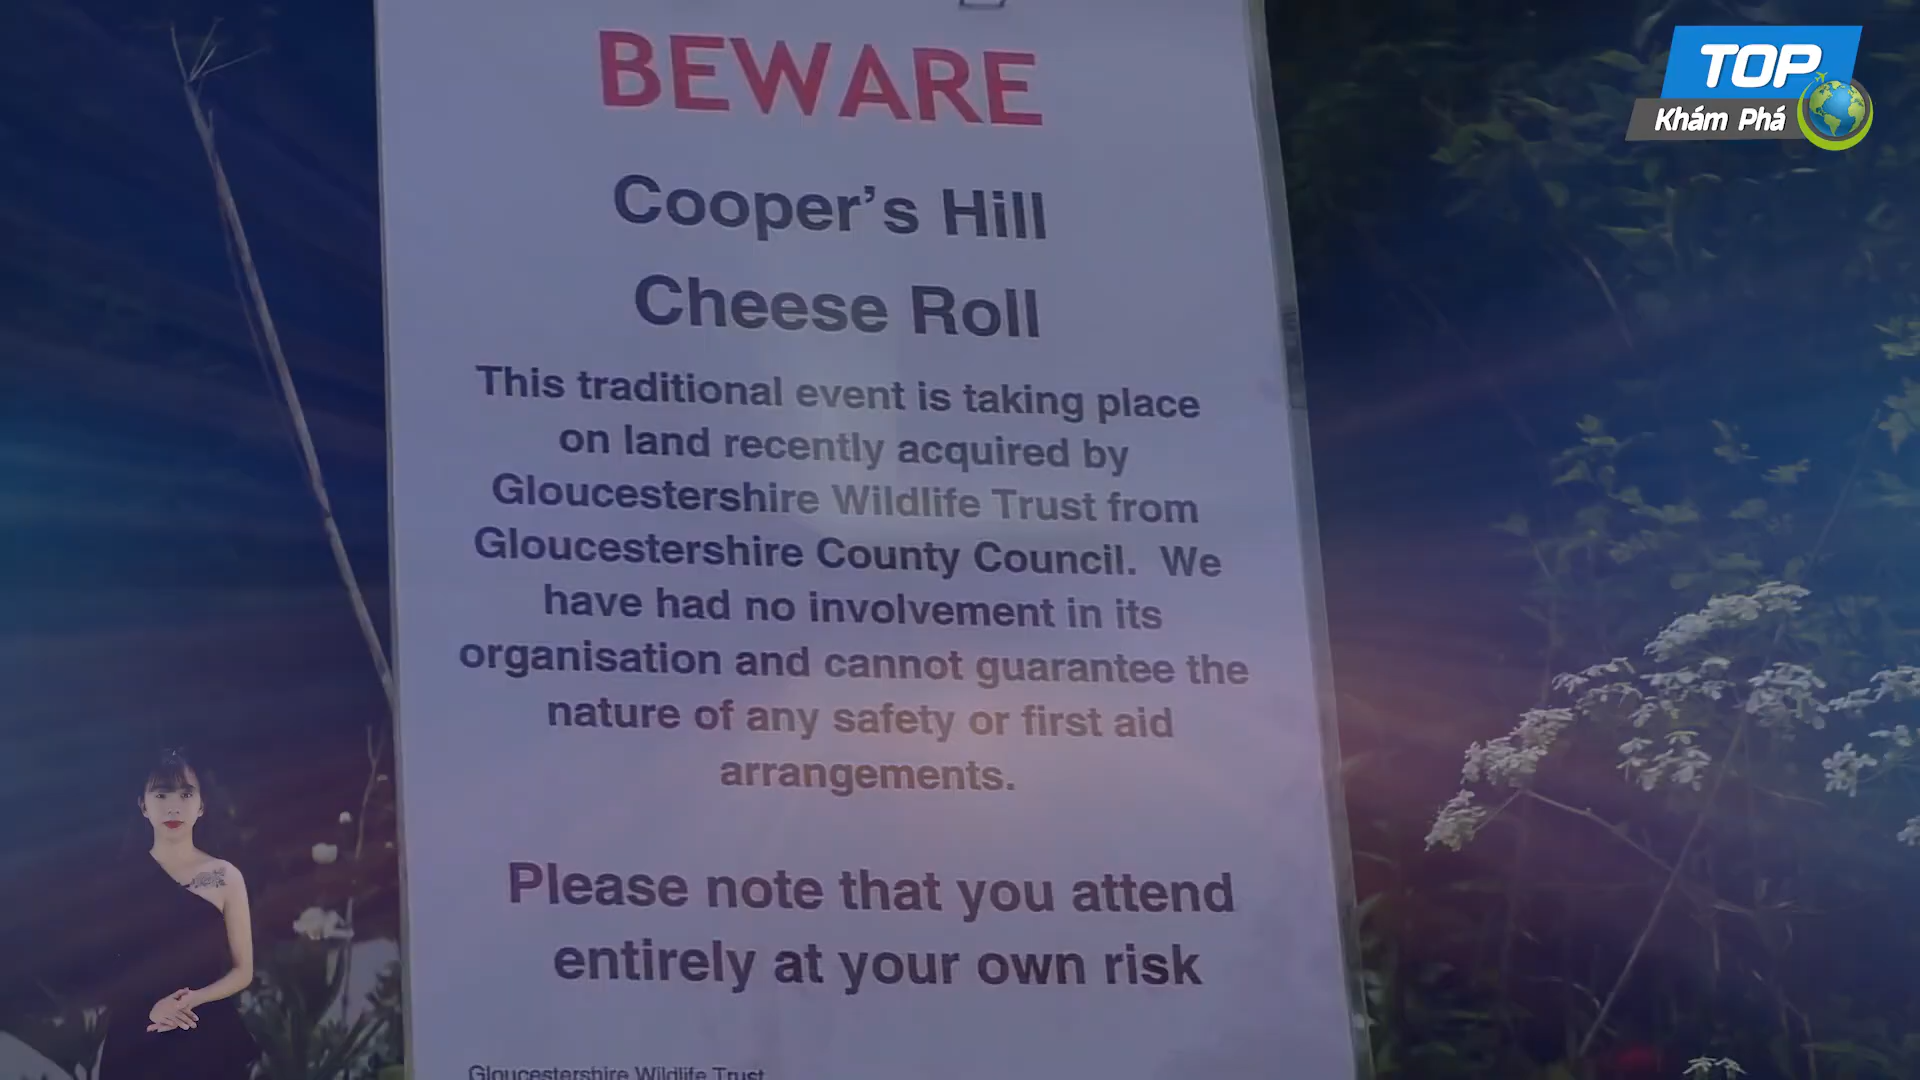 BEWARE
TOP
Khám Phá
Cooper's Hill
Cheese Roll
This traditional event is taking place
on land recently acquired by
Gloucestershire Wildlife Trust from
Gloucestershire County Council. We
have had no involvement in its
organisation and cannot guarantee the
nature of any safety or first aid
arrangements.
Please note that you attend
entirely at your own risk
Gloucestershire Wildlife Trust